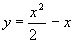 y = x²/2 − x